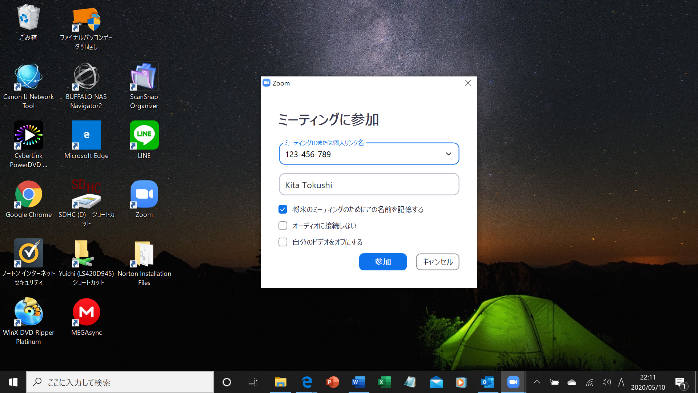 ごみ箱
ファイナルパソコンデータ引越し
Canon IJ Network
Tool
BUFFALO NAS
Navigator2
ScanSnap
Organizer
CyberLink
PowerDVD ...
Microsoft Edge
LINE
Google Chrome
SDHC (D) - ショートカット
Zoom
ノートン インターネット
セキュリティ
Yuichi (LS420D945)
ショートカット
Norton Installation
Files
WinX DVD Ripper
Platinum
MEGAsync
Zoom
ミーティングに参加
ミーティングIDまたは個人リンク名
123-456-789
Kita Tokushi
将来のミーティングのためにこの名前を記憶する
オーディオに接続しない
自分のビデオをオフにする
参加
キャンセル
ここに入力して検索
A
22:11
2020/05/10